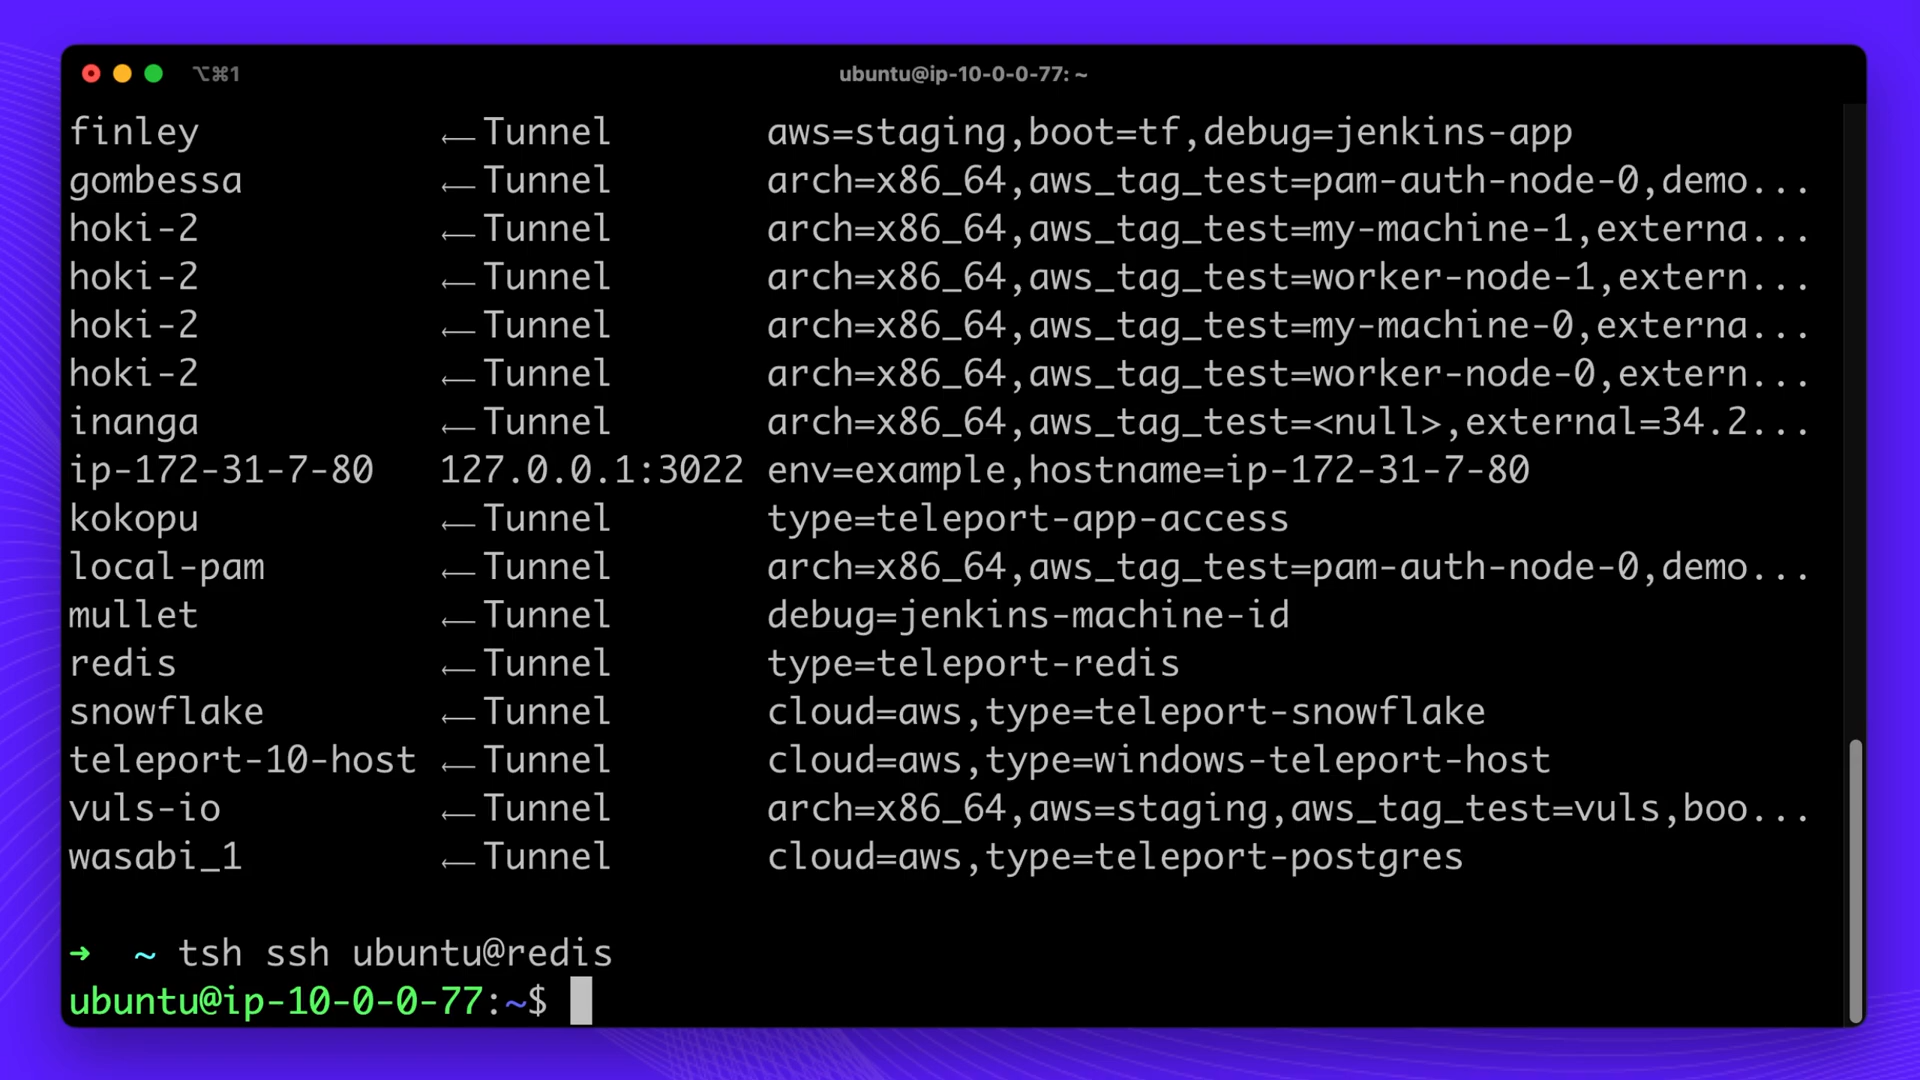 ⌥⌘1 ubuntu@ip-10-0-0-77: ~
finley ⟵ Tunnel aws=staging,boot=tf,debug=jenkins-app
gombessa ⟵ Tunnel arch=x86_64,aws_tag_test=pam-auth-node-0,demo...
hoki-2 ⟵ Tunnel arch=x86_64,aws_tag_test=my-machine-1,externa...
hoki-2 ⟵ Tunnel arch=x86_64,aws_tag_test=worker-node-1,extern...
hoki-2 ⟵ Tunnel arch=x86_64,aws_tag_test=my-machine-0,externa...
hoki-2 ⟵ Tunnel arch=x86_64,aws_tag_test=worker-node-0,extern...
inanga ⟵ Tunnel arch=x86_64,aws_tag_test=<null>,external=34.2...
ip-172-31-7-80 127.0.0.1:3022 env=example,hostname=ip-172-31-7-80
kokopu ⟵ Tunnel type=teleport-app-access
local-pam ⟵ Tunnel arch=x86_64,aws_tag_test=pam-auth-node-0,demo...
mullet ⟵ Tunnel debug=jenkins-machine-id
redis ⟵ Tunnel type=teleport-redis
snowflake ⟵ Tunnel cloud=aws,type=teleport-snowflake
teleport-10-host ⟵ Tunnel cloud=aws,type=windows-teleport-host
vuls-io ⟵ Tunnel arch=x86_64,aws=staging,aws_tag_test=vuls,boo...
wasabi_1 ⟵ Tunnel cloud=aws,type=teleport-postgres
➜ ~ tsh ssh ubuntu@redis
ubuntu@ip-10-0-0-77:~$